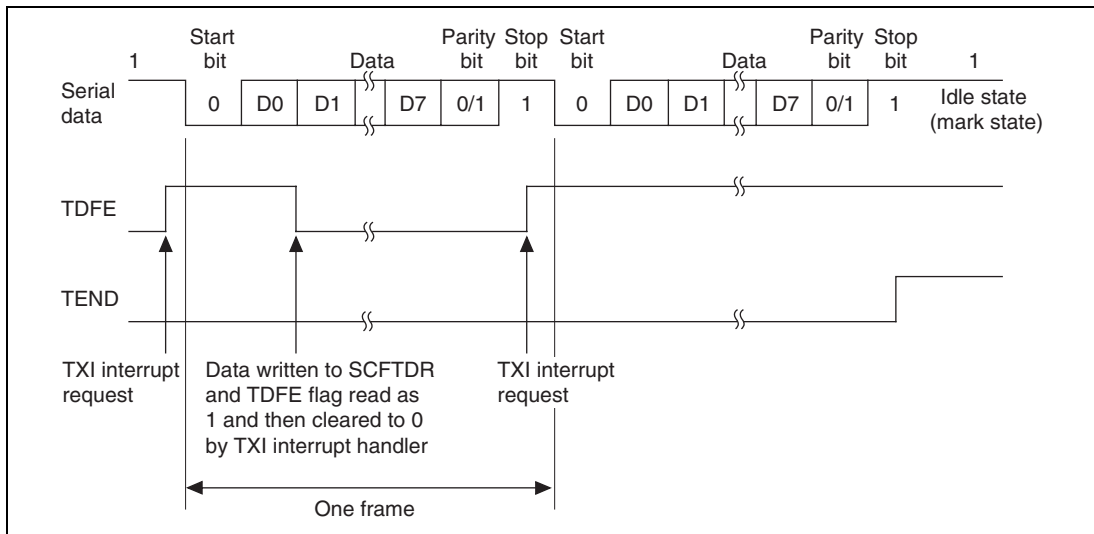 Start bit Data Parity bit Stop bit Start bit Data Parity bit Stop bit
1 1
Serial data 0 D0 D1 D7 0/1 1 0 D0 D1 D7 0/1 1 Idle state (mark state)
TDFE
TEND
TXI interrupt request
Data written to SCFTDR
and TDFE flag read as
1 and then cleared to 0
by TXI interrupt handler
TXI interrupt request
One frame